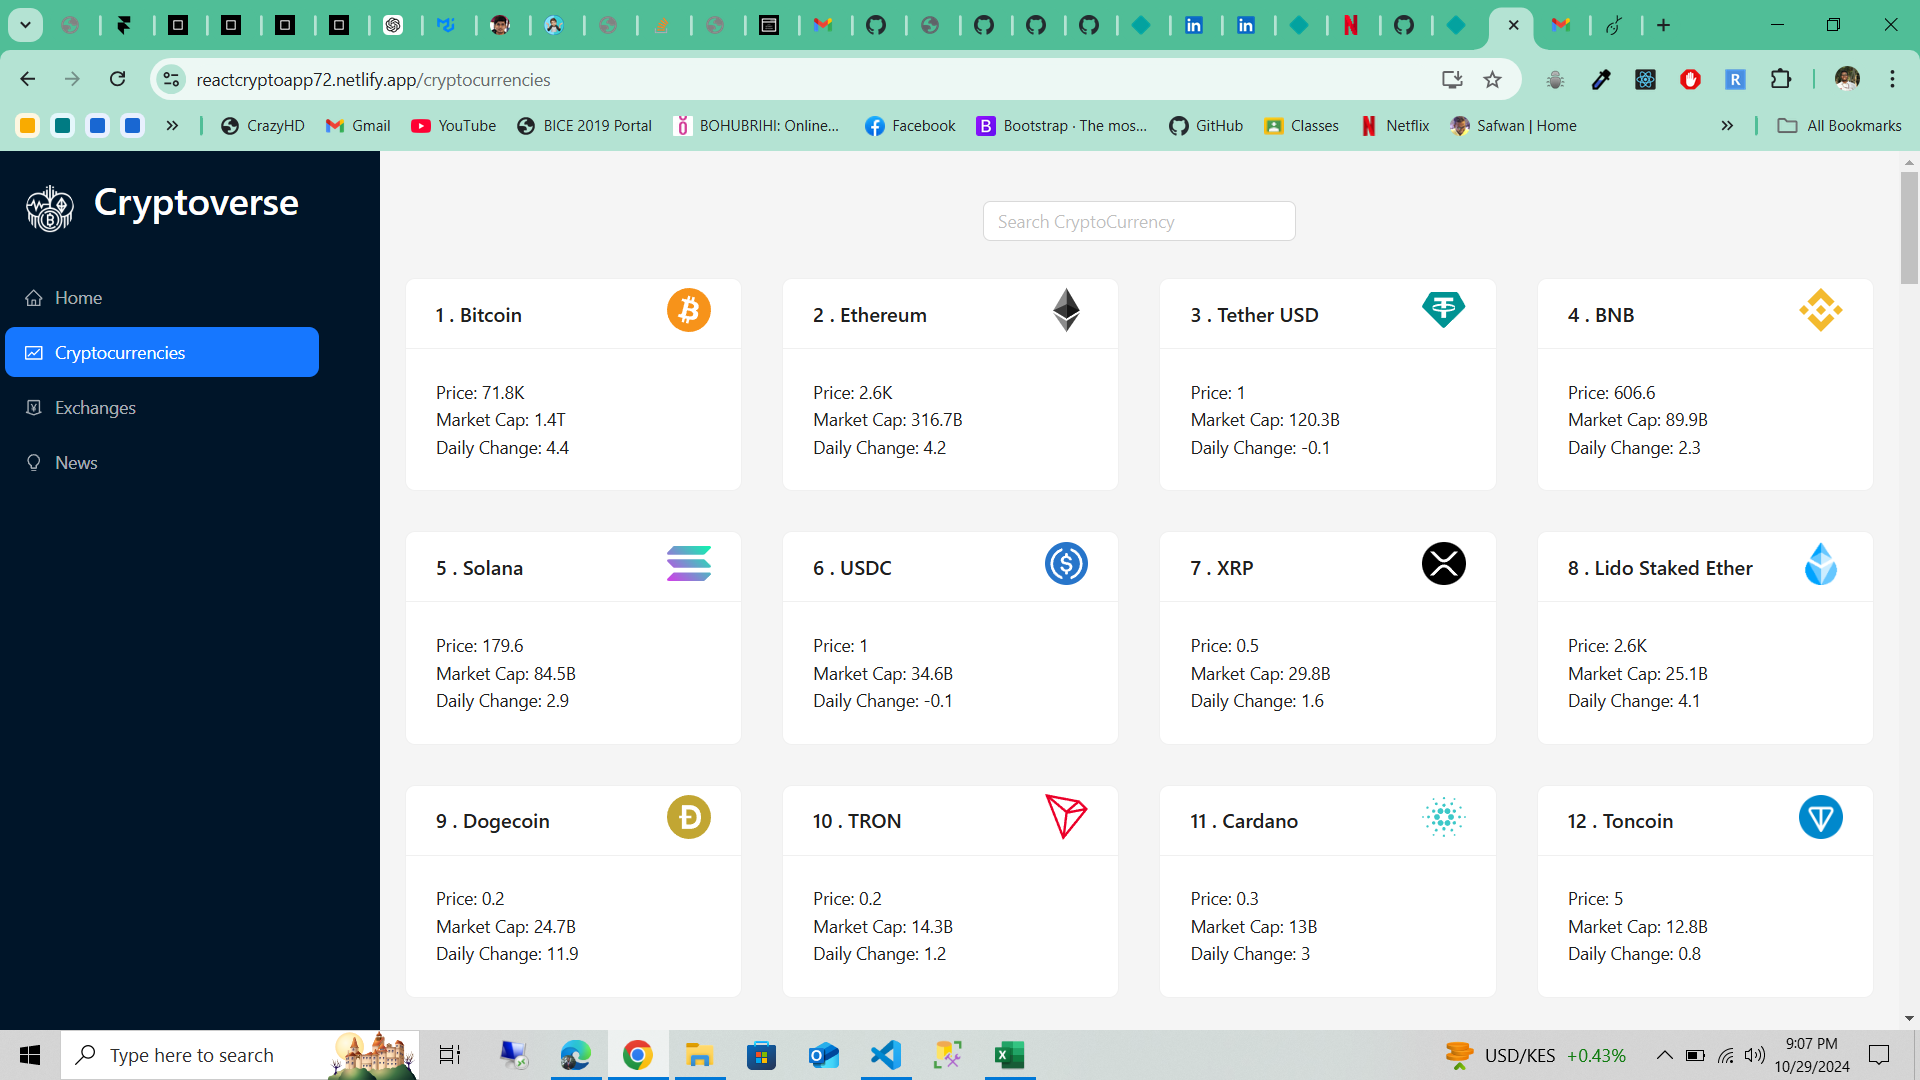 reactcryptoapp72.netlify.app/cryptocurrencies
CrazyHD
Gmail
YouTube
BICE 2019 Portal
BOHUBRIHI: Online...
Facebook
Bootstrap · The mos...
GitHub
Classes
Netflix
Safwan | Home
All Bookmarks
Cryptoverse
Home
Cryptocurrencies
Exchanges
News
Search CryptoCurrency
1 . Bitcoin
Price: 71.8K
Market Cap: 1.4T
Daily Change: 4.4
2 . Ethereum
Price: 2.6K
Market Cap: 316.7B
Daily Change: 4.2
3 . Tether USD
Price: 1
Market Cap: 120.3B
Daily Change: -0.1
4 . BNB
Price: 606.6
Market Cap: 89.9B
Daily Change: 2.3
5 . Solana
Price: 179.6
Market Cap: 84.5B
Daily Change: 2.9
6 . USDC
Price: 1
Market Cap: 34.6B
Daily Change: -0.1
7 . XRP
Price: 0.5
Market Cap: 29.8B
Daily Change: 1.6
8 . Lido Staked Ether
Price: 2.6K
Market Cap: 25.1B
Daily Change: 4.1
9 . Dogecoin
Price: 0.2
Market Cap: 24.7B
Daily Change: 11.9
10 . TRON
Price: 0.2
Market Cap: 14.3B
Daily Change: 1.2
11 . Cardano
Price: 0.3
Market Cap: 13B
Daily Change: 3
12 . Toncoin
Price: 5
Market Cap: 12.8B
Daily Change: 0.8
Type here to search
USD/KES +0.43%
9:07 PM
10/29/2024